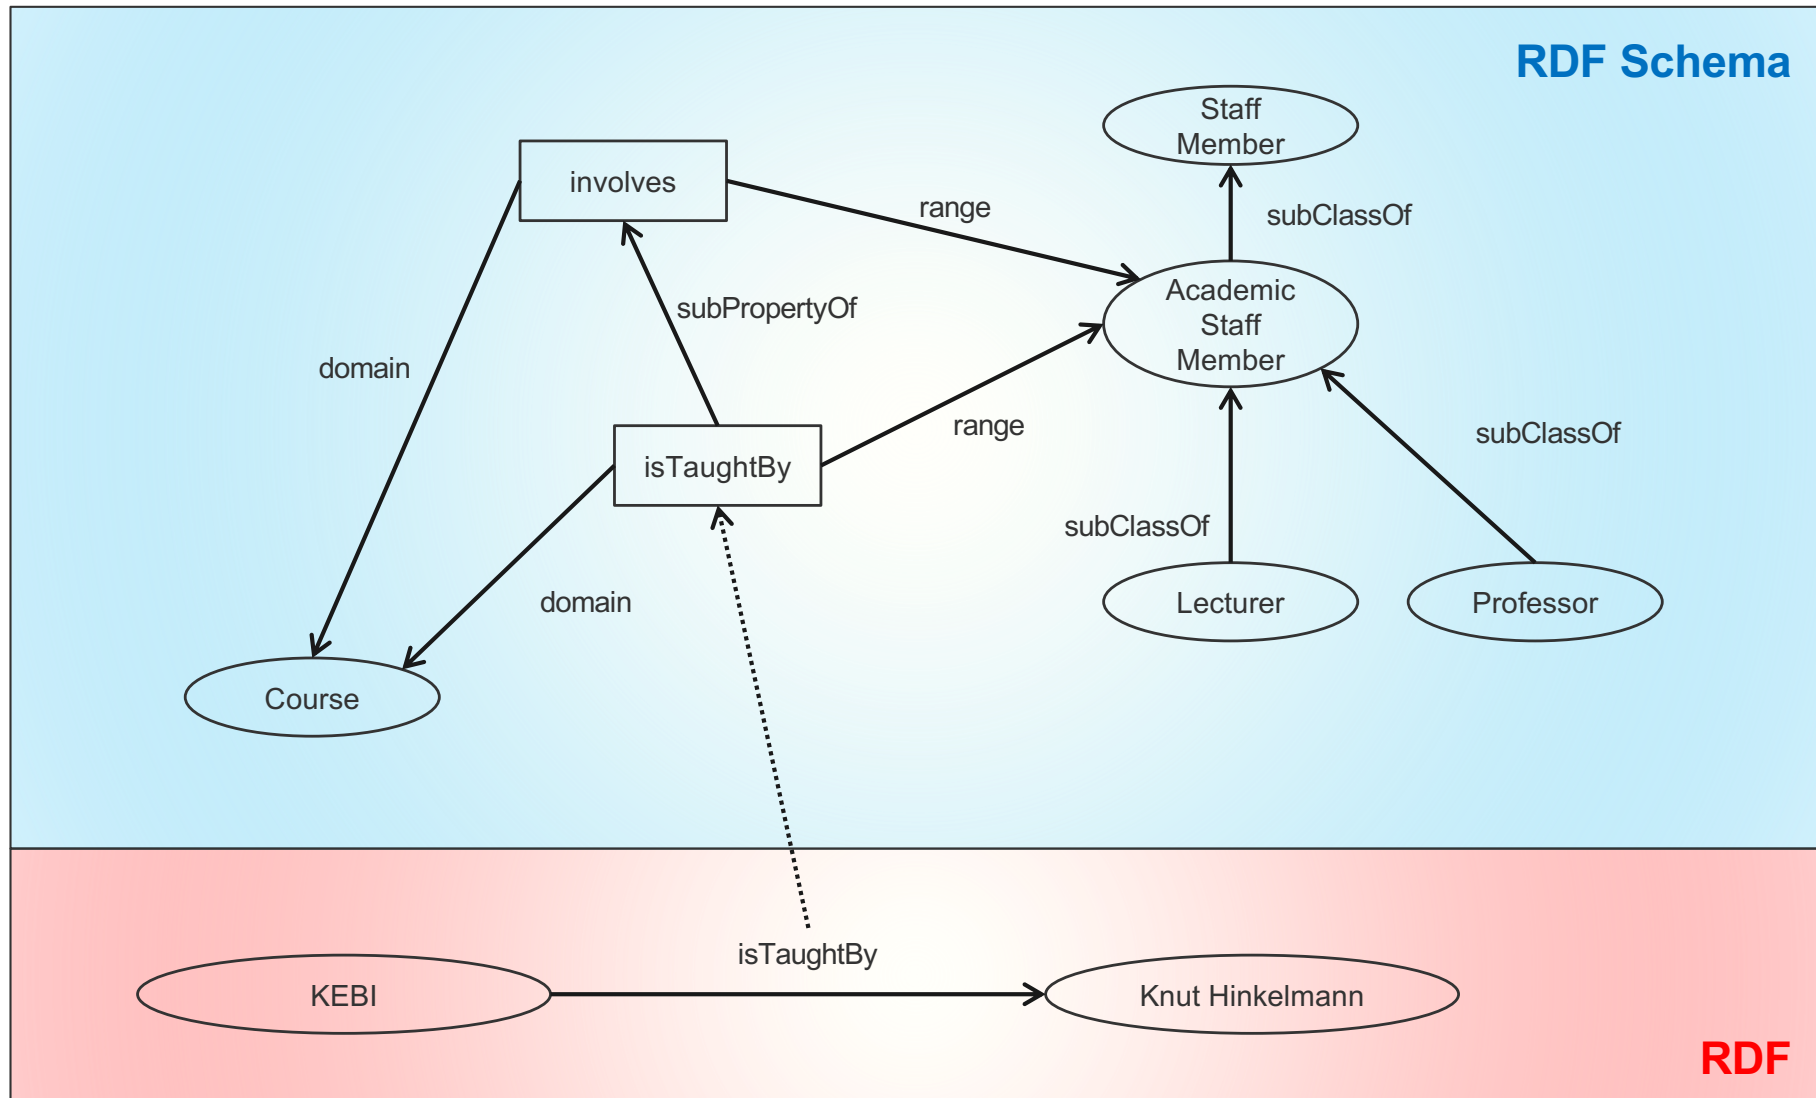 RDF Schema
Staff
Member
involves
range
subClassOf
Academic
Staff
Member
subPropertyOf
domain
range
subClassOf
isTaughtBy
subClassOf
domain
Lecturer
Professor
Course
isTaughtBy
KEBI
Knut Hinkelmann
RDF